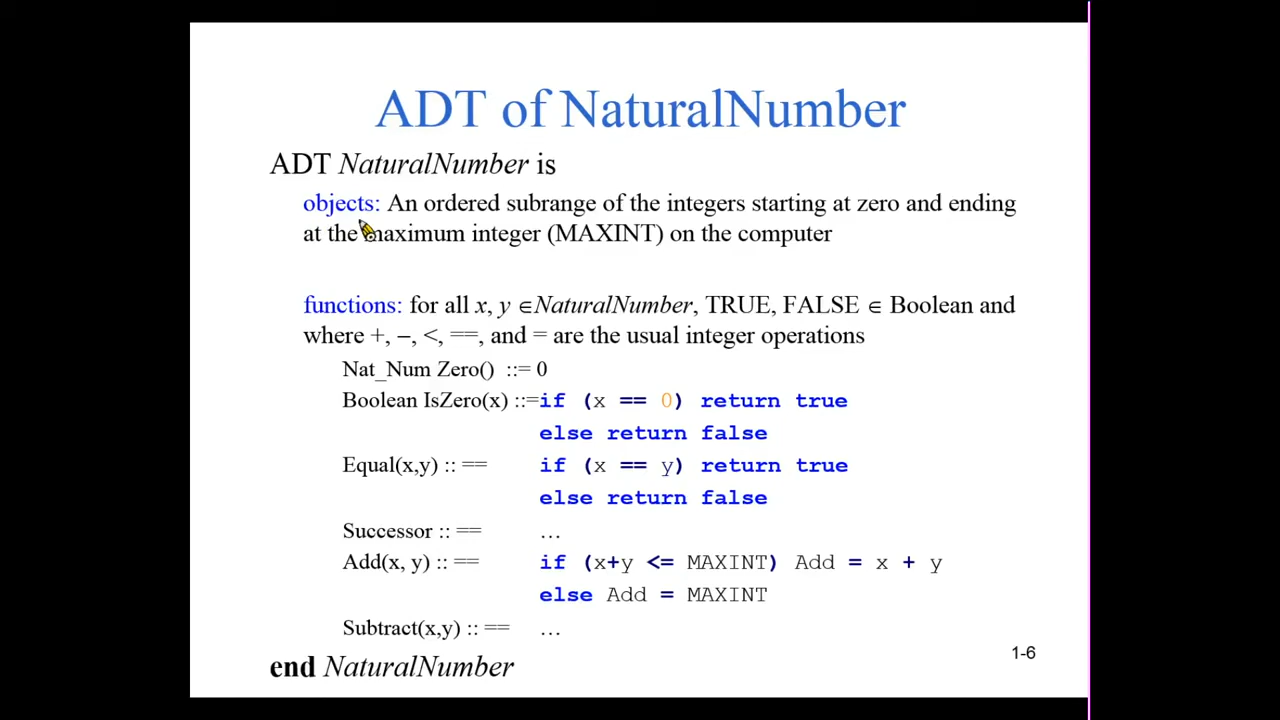 ADT of NaturalNumber
ADT NaturalNumber is
objects: An ordered subrange of the integers starting at zero and ending
at the maximum integer (MAXINT) on the computer
functions: for all x, y ∈NaturalNumber, TRUE, FALSE ∈ Boolean and
where +, −, <, ==, and = are the usual integer operations
Nat_Num Zero() ::= 0
Boolean IsZero(x) ::=if (x == 0) return true
else return false
Equal(x,y) :: == if (x == y) return true
else return false
Successor :: == …
Add(x, y) :: == if (x+y <= MAXINT) Add = x + y
else Add = MAXINT
Subtract(x,y) :: == …
1-6
end NaturalNumber